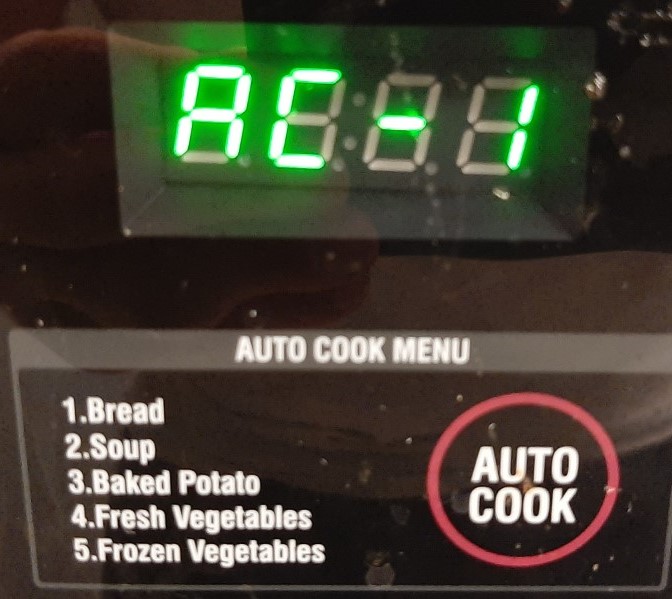 AC-1
AUTO COOK MENU
1.Bread
2.Soup
3.Baked Potato
4.Fresh Vegetables
5.Frozen Vegetables
AUTO
COOK